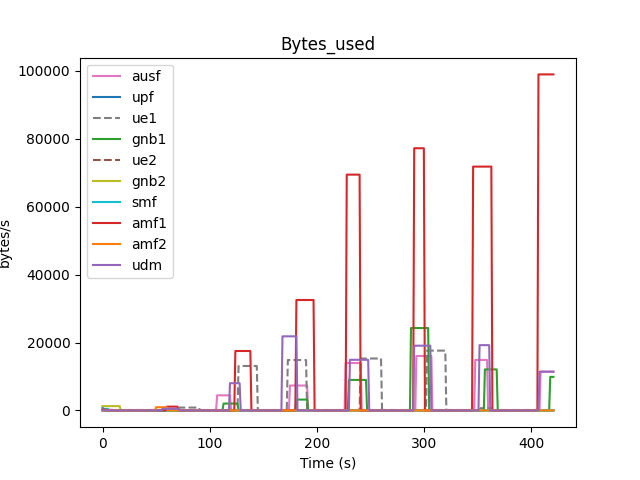 Bytes_used
100000
80000
60000
40000
20000
0
bytes/s
ausf
upf
ue1
gnb1
ue2
gnb2
smf
amf1
amf2
udm
0 100 200 300 400
Time (s)